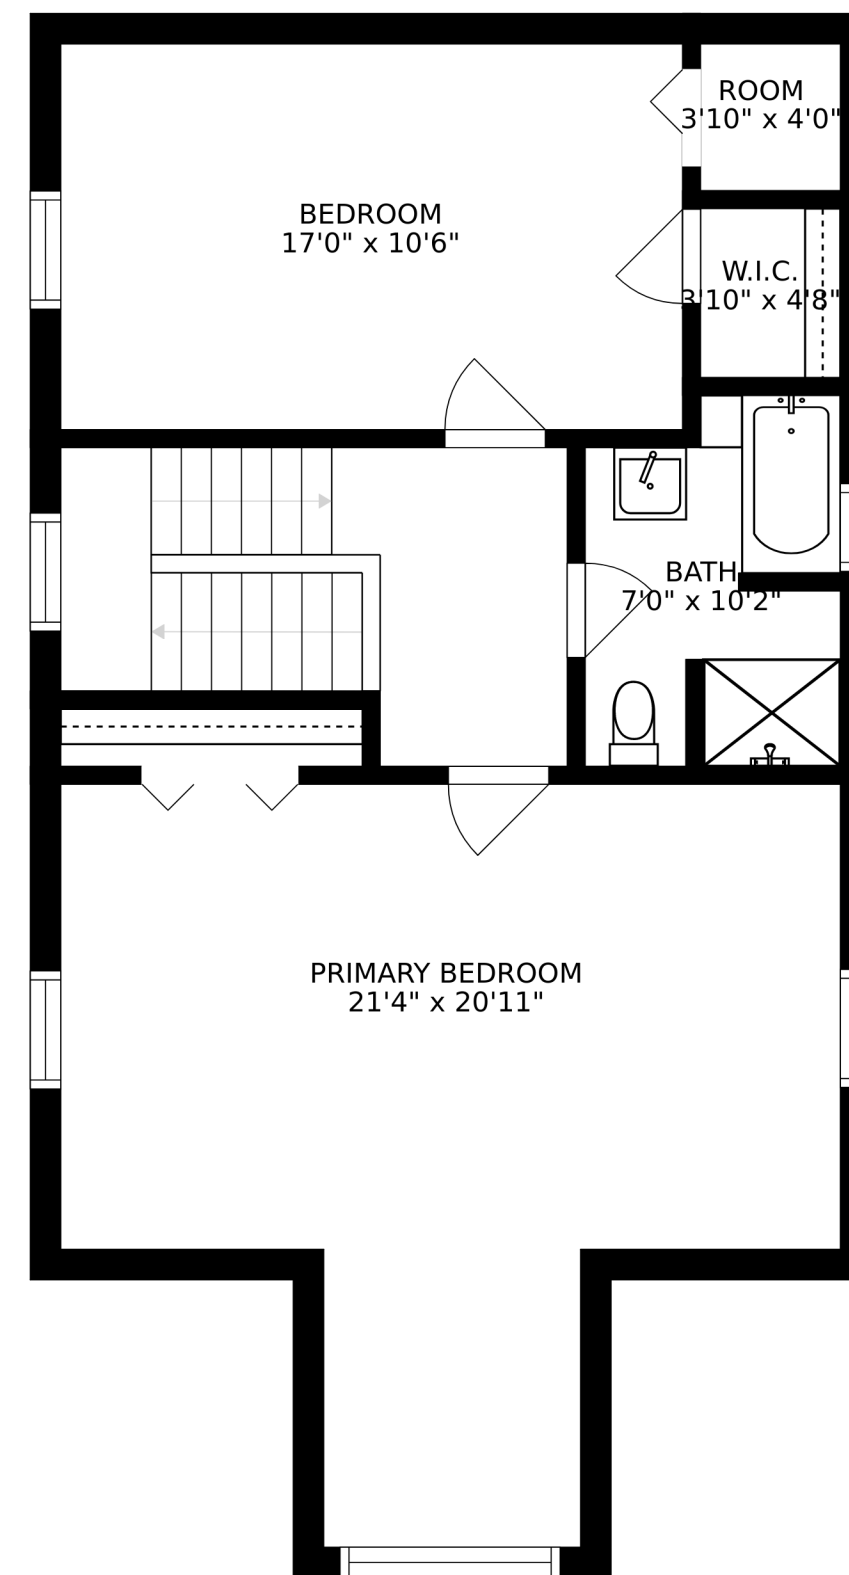 ROOM
3'10" x 4'0"
BEDROOM
17'0" x 10'6"
W.I.C.
3'10" x 4'8"
BATH
7'0" x 10'2"
PRIMARY BEDROOM
21'4" x 20'11"